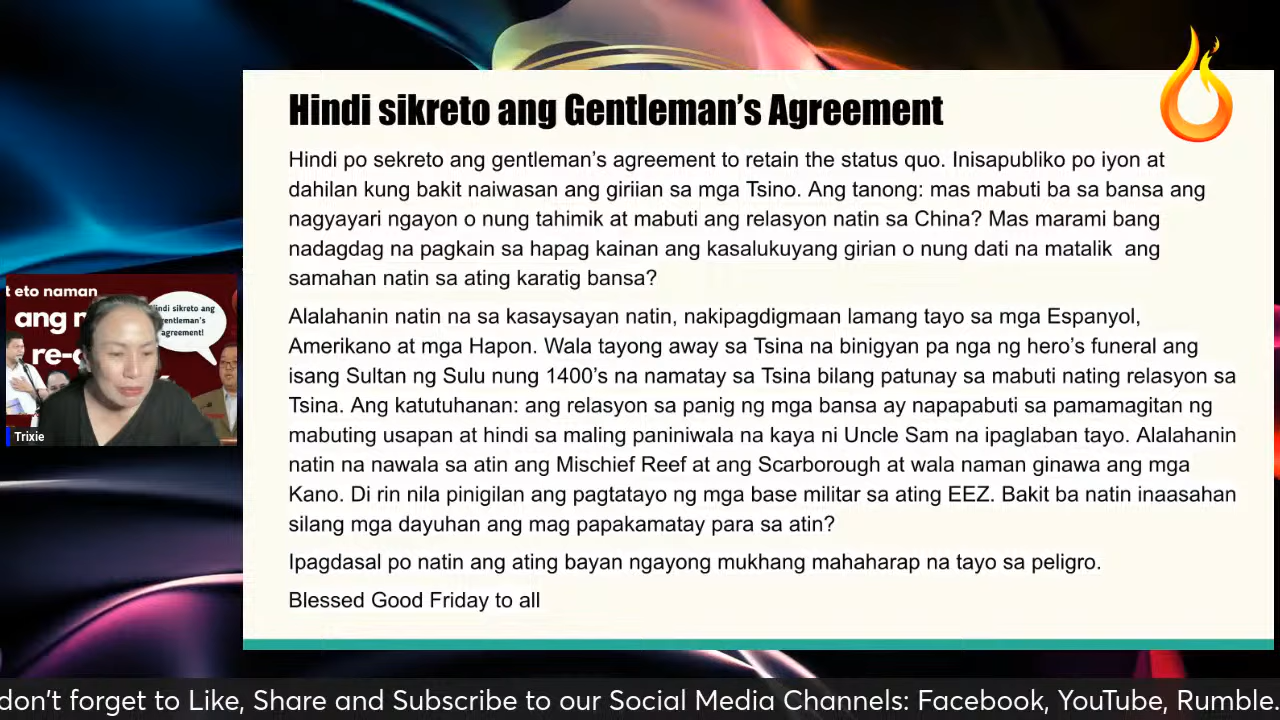 Hindi sikreto ang Gentleman's Agreement
Hindi po sekreto ang gentleman's agreement to retain the status quo. Inisapubliko po iyon at
dahilan kung bakit naiwasan ang giriian sa mga Tsino. Ang tanong: mas mabuti ba sa bansa ang
nagyayari ngayon o nung tahimik at mabuti ang relasyon natin sa China? Mas marami bang
nadagdag na pagkain sa hapag kainan ang kasalukuyang girian o nung dati na matalik ang
samahan natin sa ating karatig bansa?
Alalahanin natin na sa kasaysayan natin, nakipagdigmaan lamang tayo sa mga Espanyol,
Amerikano at mga Hapon. Wala tayong away sa Tsina na binigyan pa nga ng hero's funeral ang
isang Sultan ng Sulu nung 1400's na namatay sa Tsina bilang patunay sa mabuti nating relasyon sa
Tsina. Ang katutuhanan: ang relasyon sa panig ng mga bansa ay napapabuti sa pamamagitan ng
mabuting usapan at hindi sa maling paniniwala na kaya ni Uncle Sam na ipaglaban tayo. Alalahanin
natin na nawala sa atin ang Mischief Reef at ang Scarborough at wala naman ginawa ang mga
Kano. Di rin nila pinigilan ang pagtatayo ng mga base militar sa ating EEZ. Bakit ba natin inaasahan
silang mga dayuhan ang mag papakamatay para sa atin?
Ipagdasal po natin ang ating bayan ngayong mukhang mahaharap na tayo sa peligro.
Blessed Good Friday to all
t eto naman
ang
re-
indi sikreto ang
gentleman's
agreement!
Trixie
don't forget to Like, Share and Subscribe to our Social Media Channels: Facebook, YouTube, Rumble.